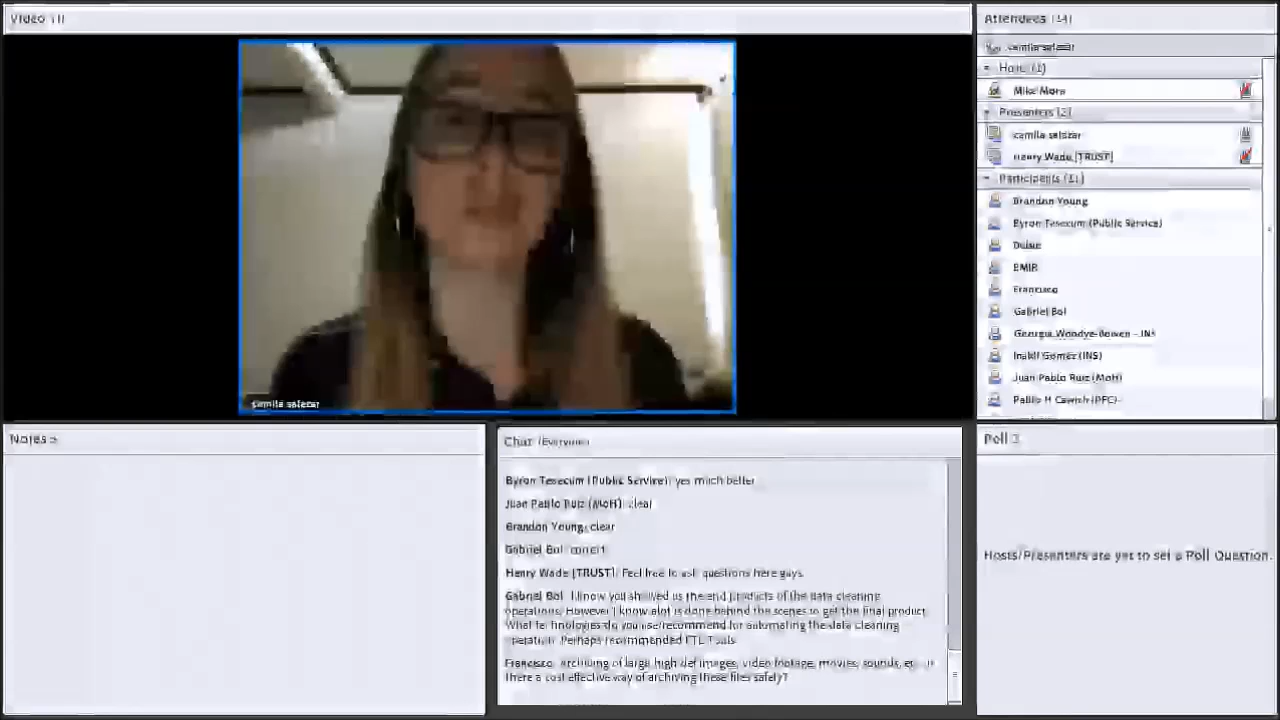 Video (1)
camila salazar
Attendees (14)
camila salazar
Host (1)
Mike Mora
Presenters (2)
camila salazar
Henry Wade [TRUST]
Participants (11)
Brandon Young
Byron Tesecum (Public Service)
EMIR
Francisco
Gabriel Bol
Georgia Woodye-Bowen - INS
Inakli Gomez (INS)
Juan Pablo Ruiz (MoH)
Pablo H Cawich (PFC)-
Notes
Chat (Everyone)
Byron Tesecum (Public Service): yes much better
Juan Pablo Ruiz (MoH): clear
Brandon Young: clear
Gabriel Bol:
Henry Wade [TRUST]: Feel free to ask questions here guys.
Gabriel Bol: I know you showed us the end products of the data cleaning
operations. However I know alot is done behind the scenes to get the final product.
What technologies do you use/recommend for automating the data cleaning
operation. Perhaps recommended ETL Tools
Francisco: Archiving of large high def images, video footage, movies, sounds, etc. Is
there a cost effective way of archiving these files safely?
Poll
Hosts/Presenters are yet to set a Poll Question.